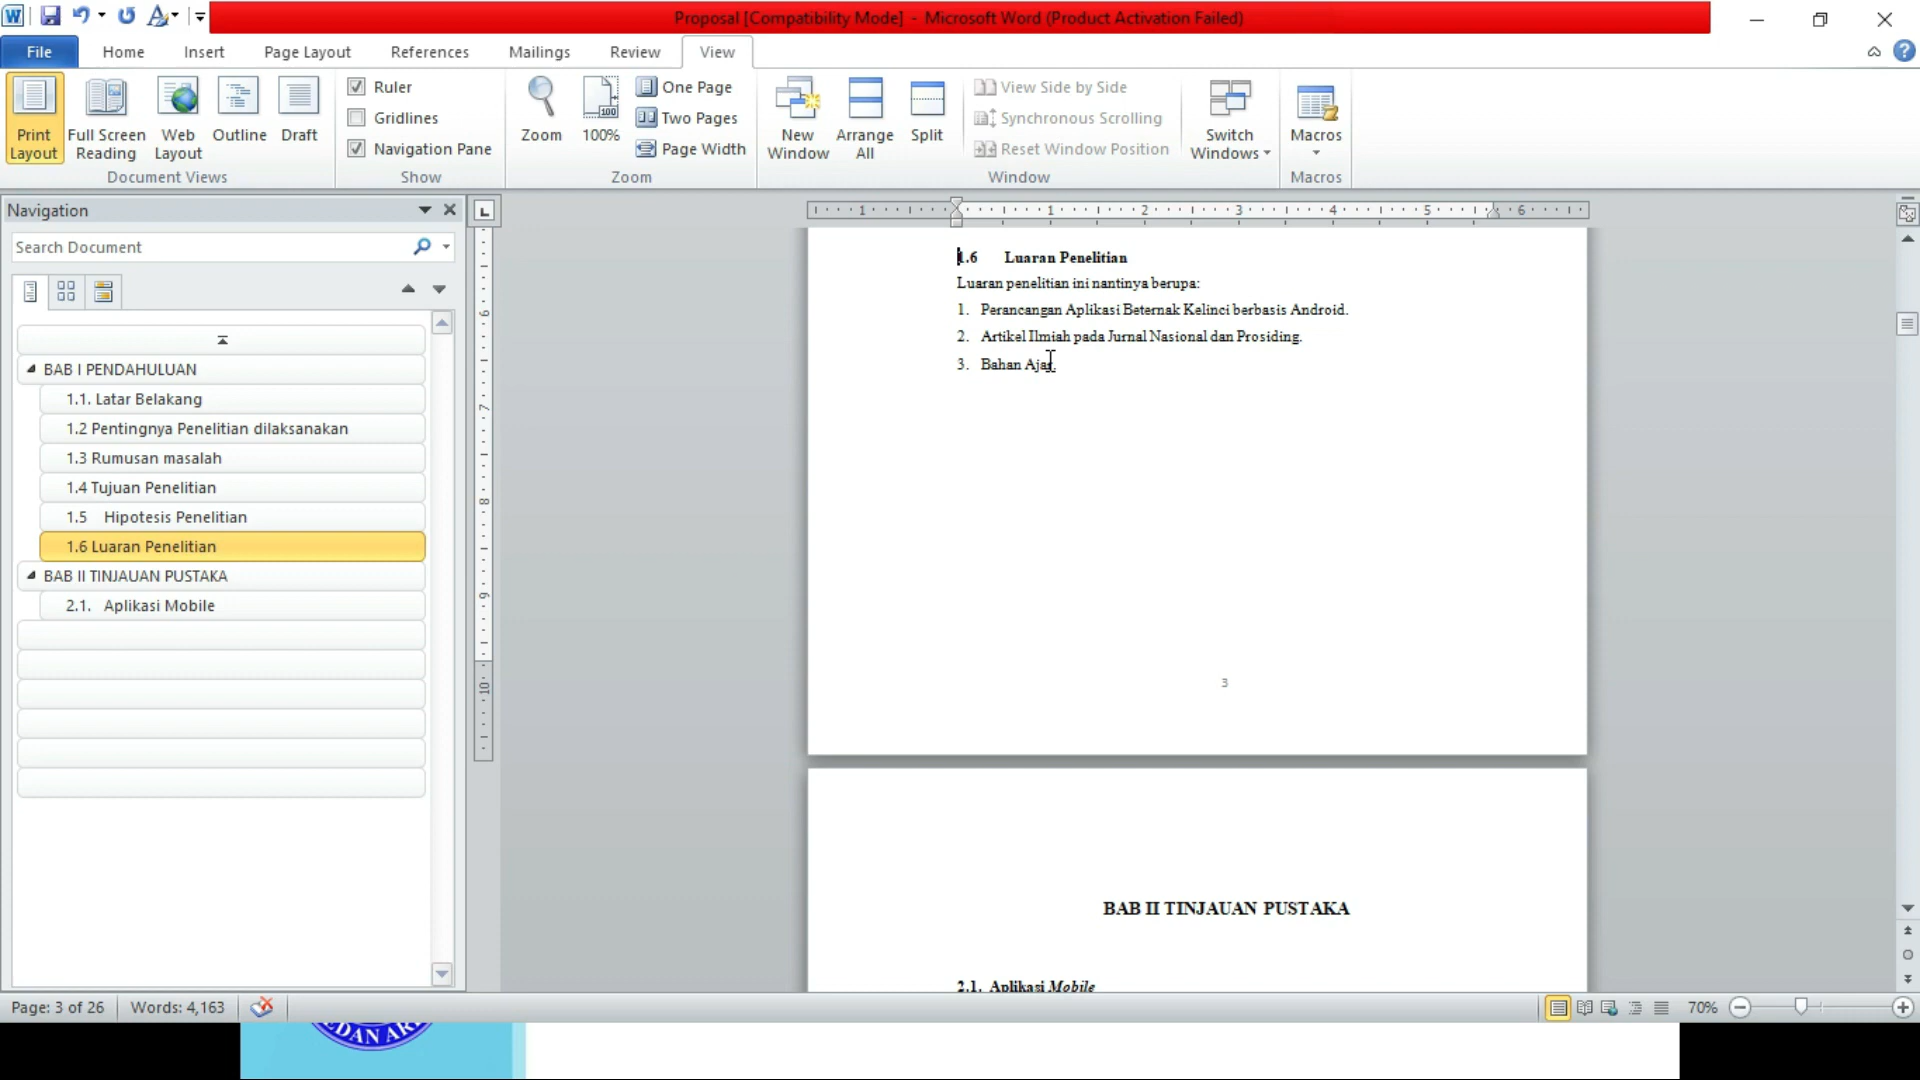 Proposal [Compatibility Mode] - Microsoft Word (Product Activation Failed)
File Home Insert Page Layout References Mailings Review View
Print Layout
Full Screen Reading
Web Layout
Outline
Draft
Document Views
Ruler
Gridlines
Navigation Pane
Show
Zoom
100%
One Page
Two Pages
Page Width
Zoom
New Window
Arrange All
Split
View Side by Side
Synchronous Scrolling
Reset Window Position
Window
Switch Windows
Macros
Macros
Navigation
Search Document
BAB I PENDAHULUAN
1.1. Latar Belakang
1.2 Pentingnya Penelitian dilaksanakan
1.3 Rumusan masalah
1.4 Tujuan Penelitian
1.5 Hipotesis Penelitian
1.6 Luaran Penelitian
BAB II TINJAUAN PUSTAKA
2.1. Aplikasi Mobile
1.6 Luaran Penelitian
Luaran penelitian ini nantinya berupa:
1. Perancangan Aplikasi Beternak Kelinci berbasis Android.
2. Artikel Ilmiah pada Jurnal Nasional dan Prosiding.
3. Bahan Ajar.
3
BAB II TINJAUAN PUSTAKA
2.1. Aplikasi Mobile
Page: 3 of 26 Words: 4,163 70%